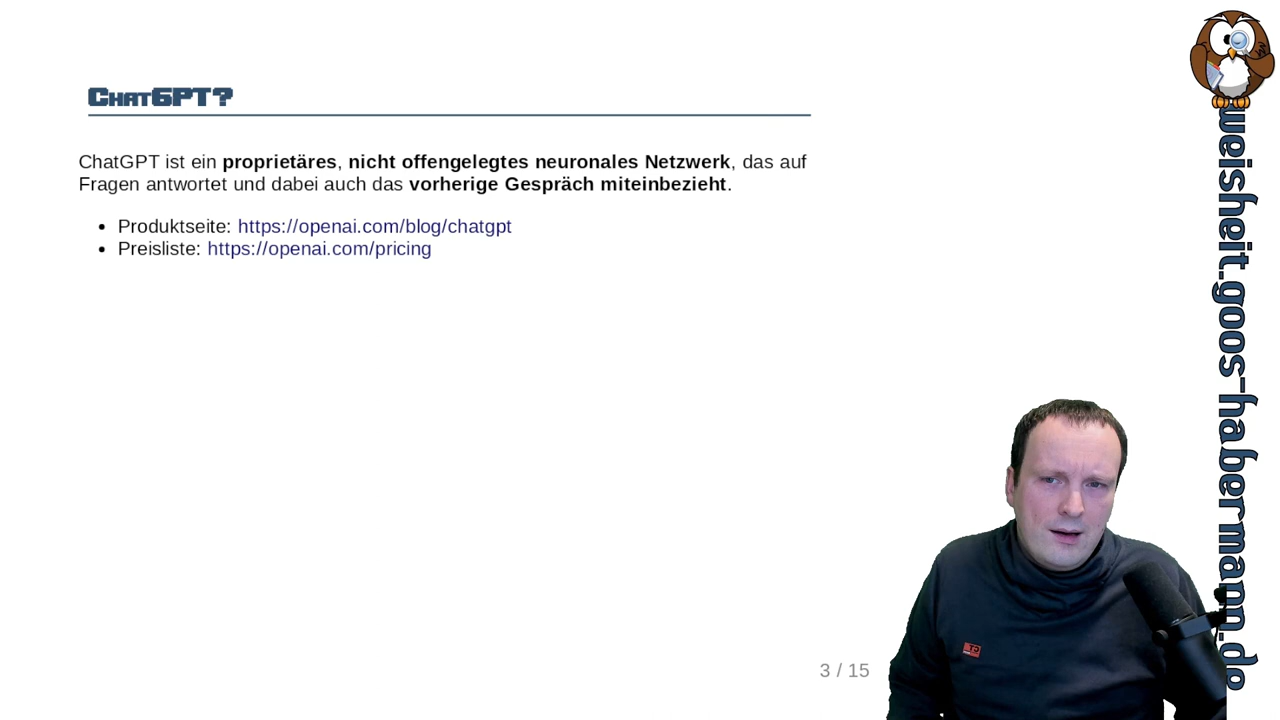 ChatGPT?
ChatGPT ist ein proprietäres, nicht offengelegtes neuronales Netzwerk, das auf
Fragen antwortet und dabei auch das vorherige Gespräch miteinbezieht.
• Produktseite: https://openai.com/blog/chatgpt
• Preisliste: https://openai.com/pricing
3 / 15
weisheit.goos-habermann.de